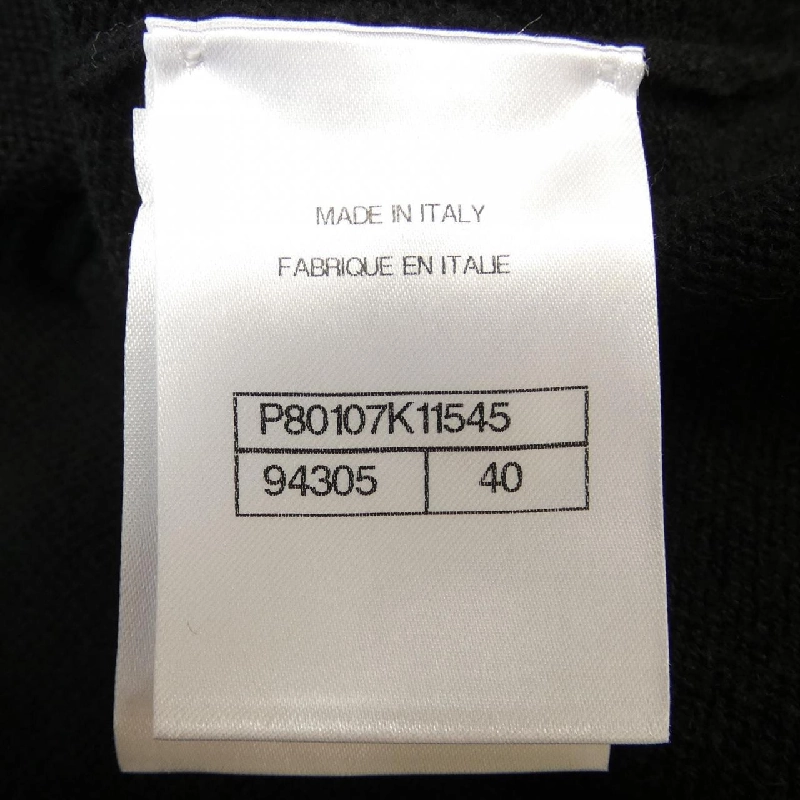 MADE IN ITALY
FABRIQUE EN ITALIE
P80107K11545
94305 40